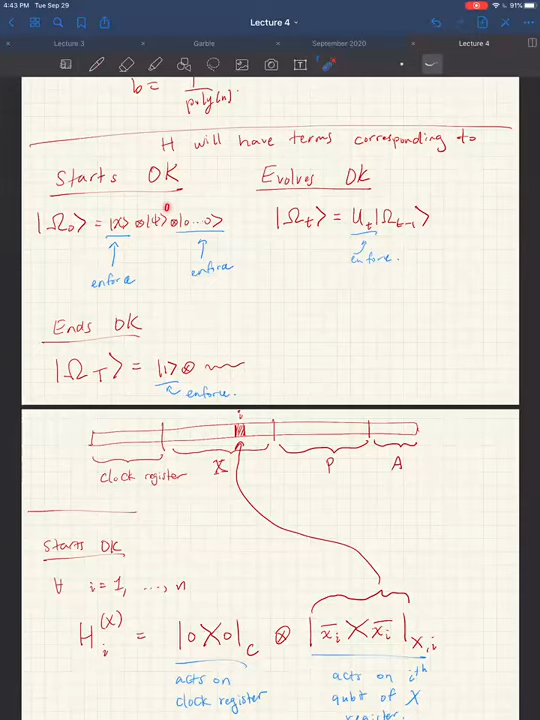 4:43 PM Tue Sep 29
91%
Lecture 4
Lecture 3
Garble
September 2020
Lecture 4
b = 1/poly(n).
H will have terms corresponding to
Starts OK
Evolves OK
|Ω₀⟩ = |x⟩ ⊗ |ψ⟩ ⊗ |0...0⟩
|Ω_t⟩ = U_t |Ω_{t-1}⟩
enforce
enforce
enforce.
Ends OK
|Ω_T⟩ = |1⟩ ⊗
enforce.
i
clock register
X
P
A
Starts OK
∀ i = 1, ..., n
H_i^{(X)} = |0⟩⟨0|_C ⊗ |x̄_i⟩⟨x̄_i|_{X,i}
acts on
clock register
acts on i^{th}
qubit of X
register